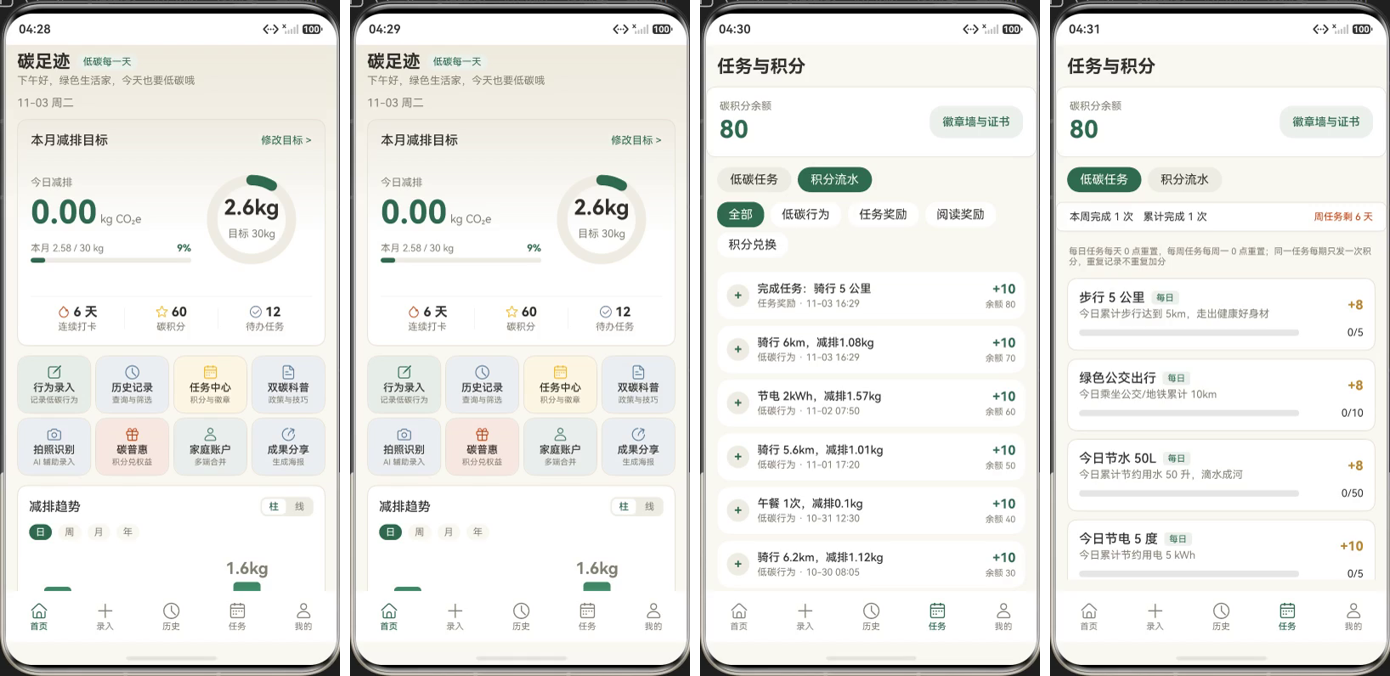 04:28
100
碳足迹 低碳每一天
下午好，绿色生活家，今天也要低碳哦
11-03 周二
本月减排目标 修改目标 >
今日减排
0.00 kg CO₂e
2.6kg
目标 30kg
本月 2.58 / 30 kg 9%
6 天 60 12
连续打卡 碳积分 待办任务
行为录入 历史记录 任务中心 双碳科普
记录低碳行为 查询与筛选 积分与徽章 政策与技巧
拍照识别 碳普惠 家庭账户 成果分享
AI 辅助录入 积分兑权益 多端合并 生成海报
减排趋势 柱 线
日 周 月 年
1.6kg
首页 录入 历史 任务 我的
04:29
100
碳足迹 低碳每一天
下午好，绿色生活家，今天也要低碳哦
11-03 周二
本月减排目标 修改目标 >
今日减排
0.00 kg CO₂e
2.6kg
目标 30kg
本月 2.58 / 30 kg 9%
6 天 60 12
连续打卡 碳积分 待办任务
行为录入 历史记录 任务中心 双碳科普
记录低碳行为 查询与筛选 积分与徽章 政策与技巧
拍照识别 碳普惠 家庭账户 成果分享
AI 辅助录入 积分兑权益 多端合并 生成海报
减排趋势 柱 线
日 周 月 年
1.6kg
首页 录入 历史 任务 我的
04:30
100
任务与积分
碳积分余额
80
徽章墙与证书
低碳任务 积分流水
全部 低碳行为 任务奖励 阅读奖励
积分兑换
完成任务：骑行 5 公里 +10
任务奖励 · 11-03 16:29 余额 80
骑行 6km，减排1.08kg +10
低碳行为 · 11-03 16:29 余额 70
节电 2kWh，减排1.57kg +10
低碳行为 · 11-02 07:50 余额 60
骑行 5.6km，减排1.01kg +10
低碳行为 · 11-01 17:20 余额 50
午餐 1次，减排0.1kg +10
低碳行为 · 10-31 12:30 余额 40
骑行 6.2km，减排1.12kg +10
低碳行为 · 10-30 08:05 余额 30
首页 录入 历史 任务 我的
04:31
100
任务与积分
碳积分余额
80
徽章墙与证书
低碳任务 积分流水
本周完成 1 次 累计完成 1 次 周任务剩 6 天
每日任务每天 0 点重置，每周任务每周一 0 点重置；同一任务每期只发一次积
分，重复记录不重复加分
步行 5 公里 每日 +8
今日累计步行达到 5km，走出健康好身材
0/5
绿色公交出行 每日 +8
今日乘坐公交/地铁累计 10km
0/10
今日节水 50L 每日 +8
今日累计节约用水 50 升，滴水成河
0/50
今日节电 5 度 每日 +10
今日累计节约用电 5 kWh
0/5
首页 录入 历史 任务 我的